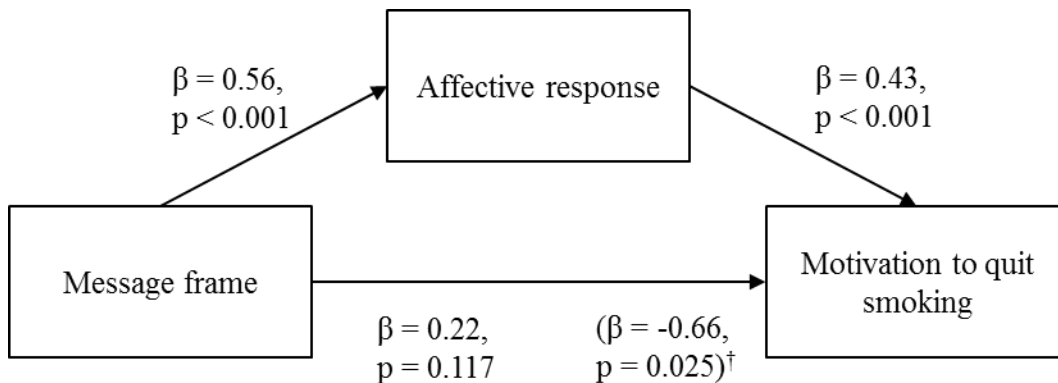 Affective response
β = 0.56,
p < 0.001
β = 0.43,
p < 0.001
Message frame
Motivation to quit
smoking
β = 0.22,
p = 0.117
(β = -0.66,
p = 0.025)†